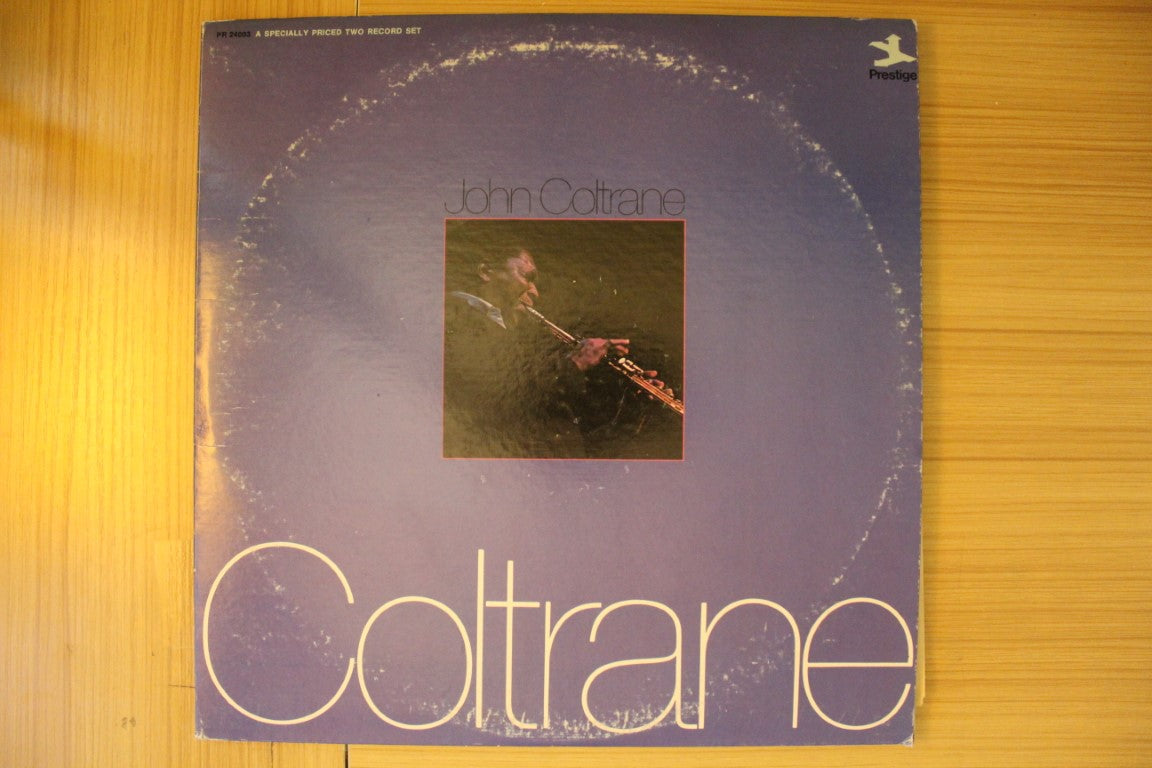 PR 24003 A SPECIALLY PRICED TWO RECORD SET
Prestige
John Coltrane
Coltrane